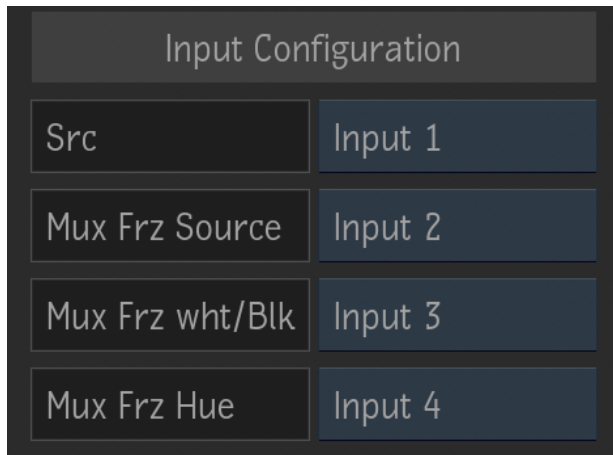 Input Configuration
Src Input 1
Mux Frz Source Input 2
Mux Frz wht/Blk Input 3
Mux Frz Hue Input 4